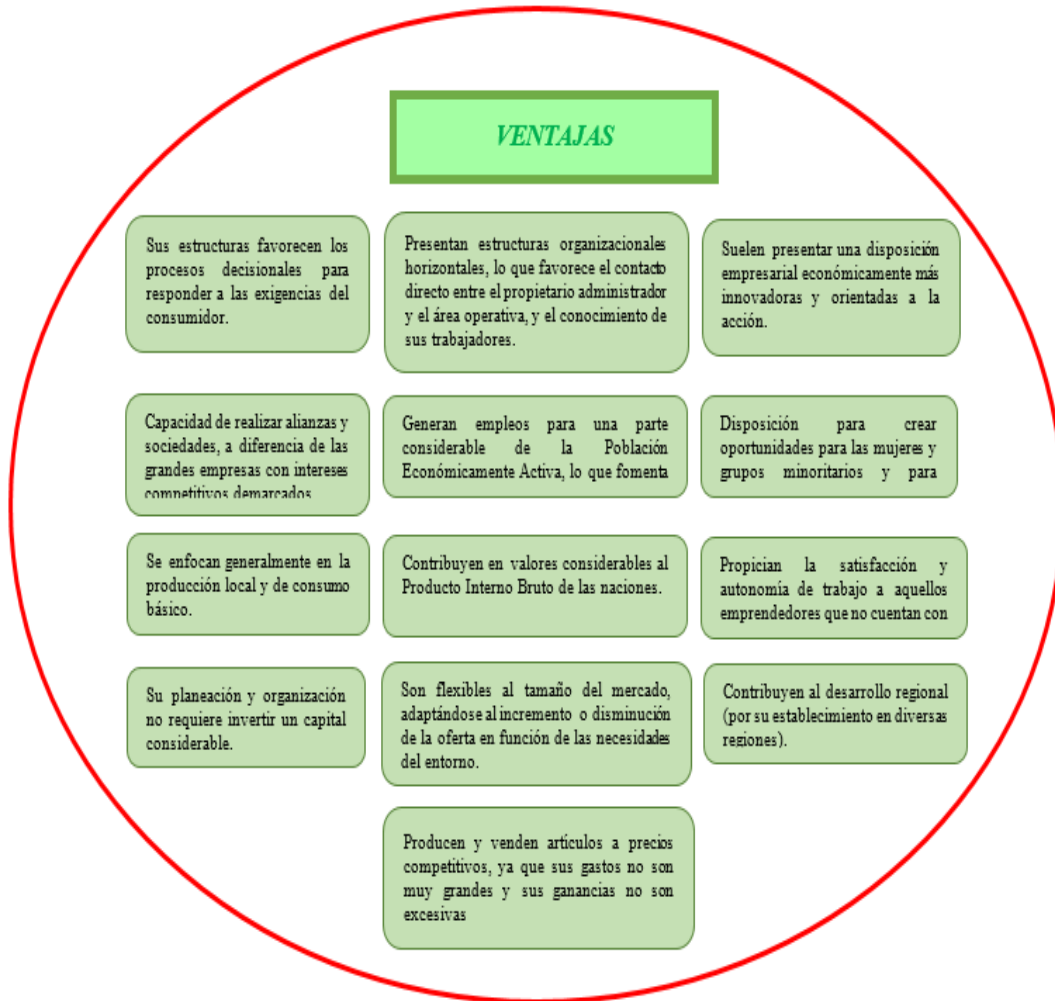 VENTAJAS
Sus estructuras favorecen los
procesos decisionales para
responder a las exigencias del
consumidor.
Presentan estructuras organizacionales
horizontales, lo que favorece el contacto
directo entre el propietario administrador
y el área operativa, y el conocimiento de
sus trabajadores.
Suelen presentar una disposición
empresarial económicamente más
innovadoras y orientadas a la
acción.
Capacidad de realizar alianzas y
sociedades, a diferencia de las
grandes empresas con intereses
competitivos demarcados
Generan empleos para una parte
considerable de la Población
Económicamente Activa, lo que fomenta
Disposición para crear
oportunidades para las mujeres y
grupos minoritarios y para
Se enfocan generalmente en la
producción local y de consumo
básico.
Contribuyen en valores considerables al
Producto Interno Bruto de las naciones.
Propician la satisfacción y
autonomía de trabajo a aquellos
emprendedores que no cuentan con
Su planeación y organización
no requiere invertir un capital
considerable.
Son flexibles al tamaño del mercado,
adaptándose al incremento o disminución
de la oferta en función de las necesidades
del entorno.
Contribuyen al desarrollo regional
(por su establecimiento en diversas
regiones).
Producen y venden artículos a precios
competitivos, ya que sus gastos no son
muy grandes y sus ganancias no son
excesivas